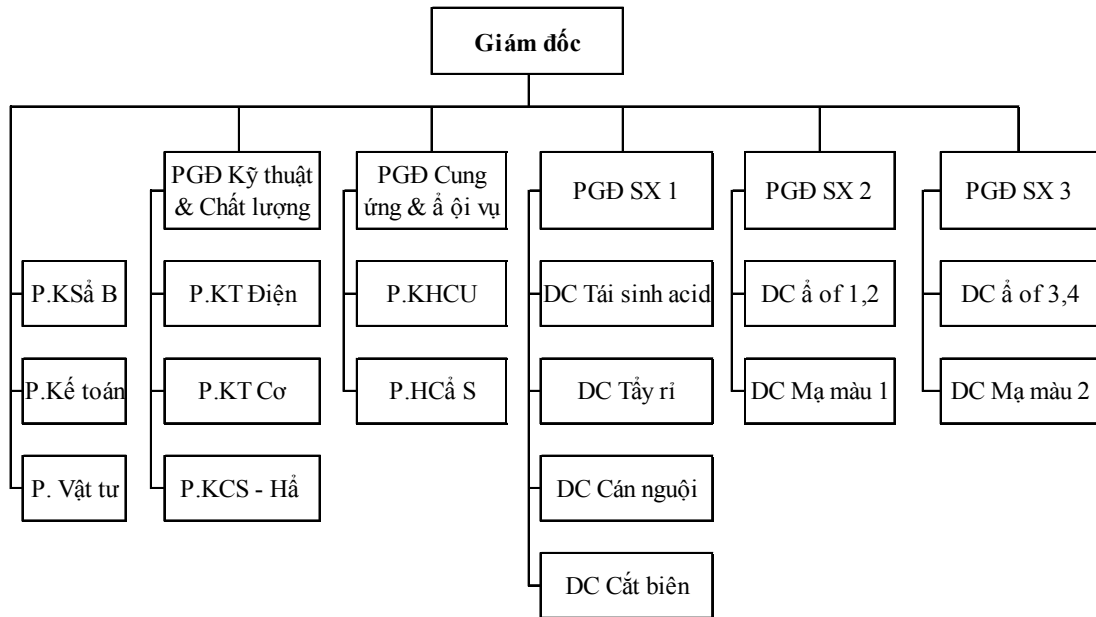 Giám đốc
PGĐ Kỹ thuật
& Chất lượng
PGĐ Cung
ứng & ẩ ội vụ
PGĐ SX 1
PGĐ SX 2
PGĐ SX 3
P.KSẩ B
P.KT Điện
P.KHCU
DC Tái sinh acid
DC ẩ of 1,2
DC ẩ of 3,4
P.Kế toán
P.KT Cơ
P.HCẩ S
DC Tẩy rỉ
DC Mạ màu 1
DC Mạ màu 2
P. Vật tư
P.KCS - Hẩ
DC Cán nguội
DC Cắt biên